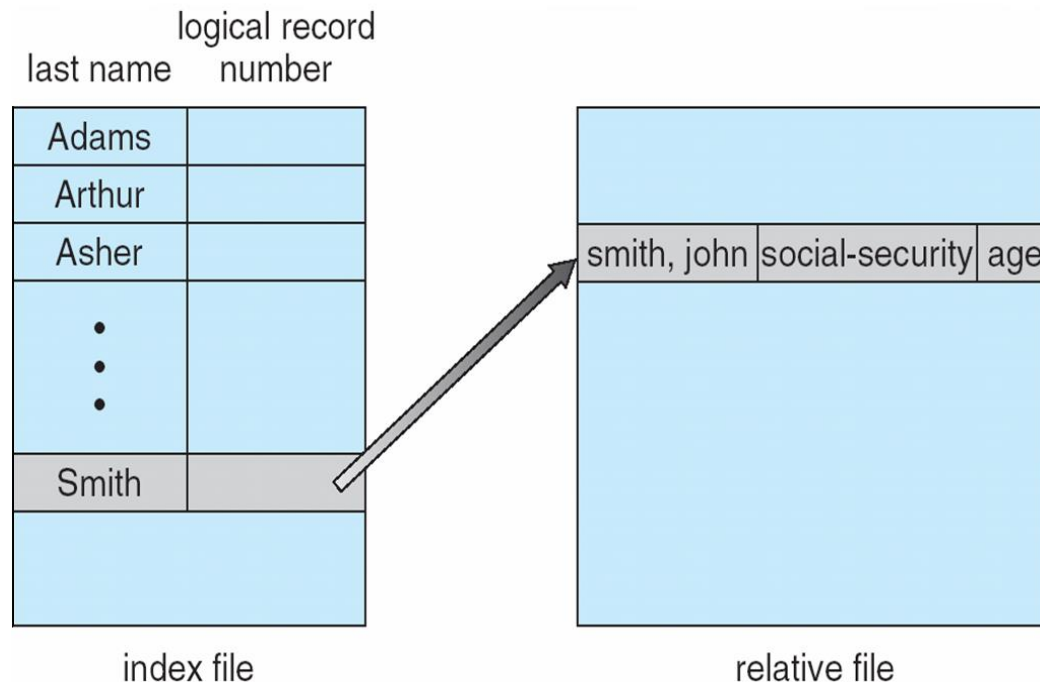 logical record
last name number
Adams
Arthur
Asher
smith, john social-security age
Smith
index file relative file